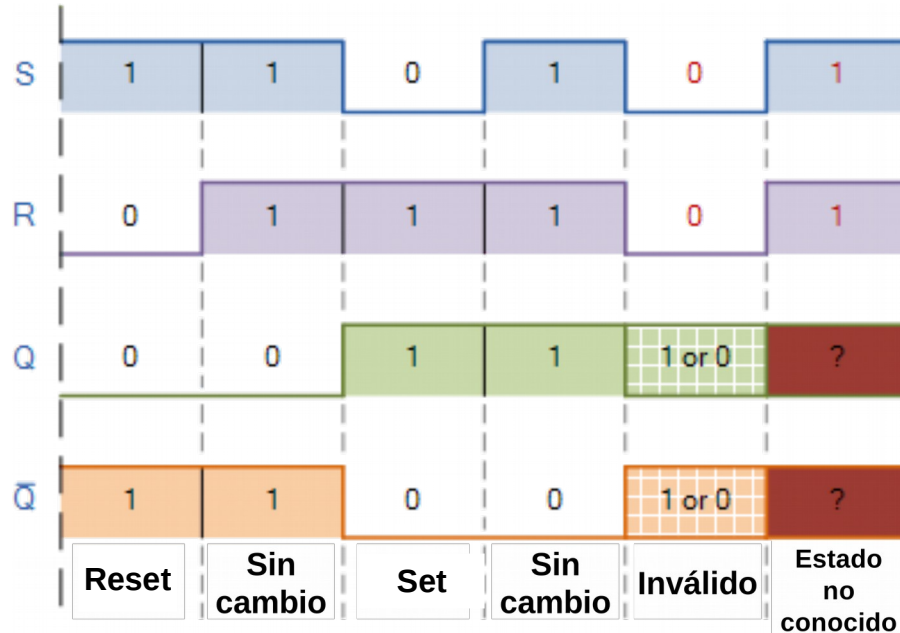 S 1 1 0 1 0 1
R 0 1 1 1 0 1
Q 0 0 1 1 1 or 0 ?
Q̅ 1 1 0 0 1 or 0 ?
Reset
Sin
cambio
Set
Sin
cambio
Inválido
Estado
no
conocido